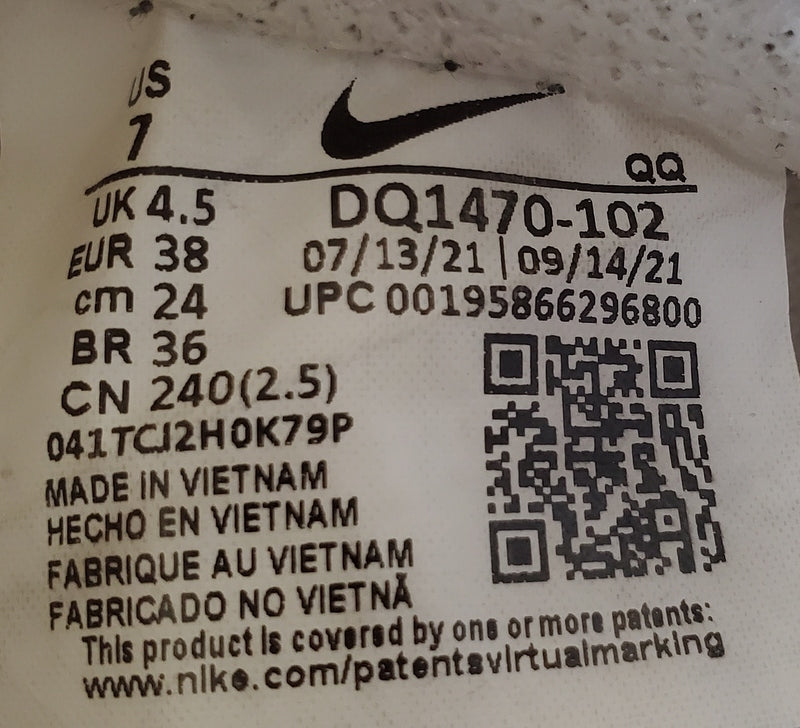 US
7
QQ
UK 4.5
DQ1470-102
EUR 38
07/13/21 | 09/14/21
cm 24
UPC 00195866296800
BR 36
CN 240(2.5)
041TCJ2H0K79P
MADE IN VIETNAM
HECHO EN VIETNAM
FABRIQUE AU VIETNAM
FABRICADO NO VIETNÃ
This product is covered by one or more patents:
www.nike.com/patentsvirtualmarking